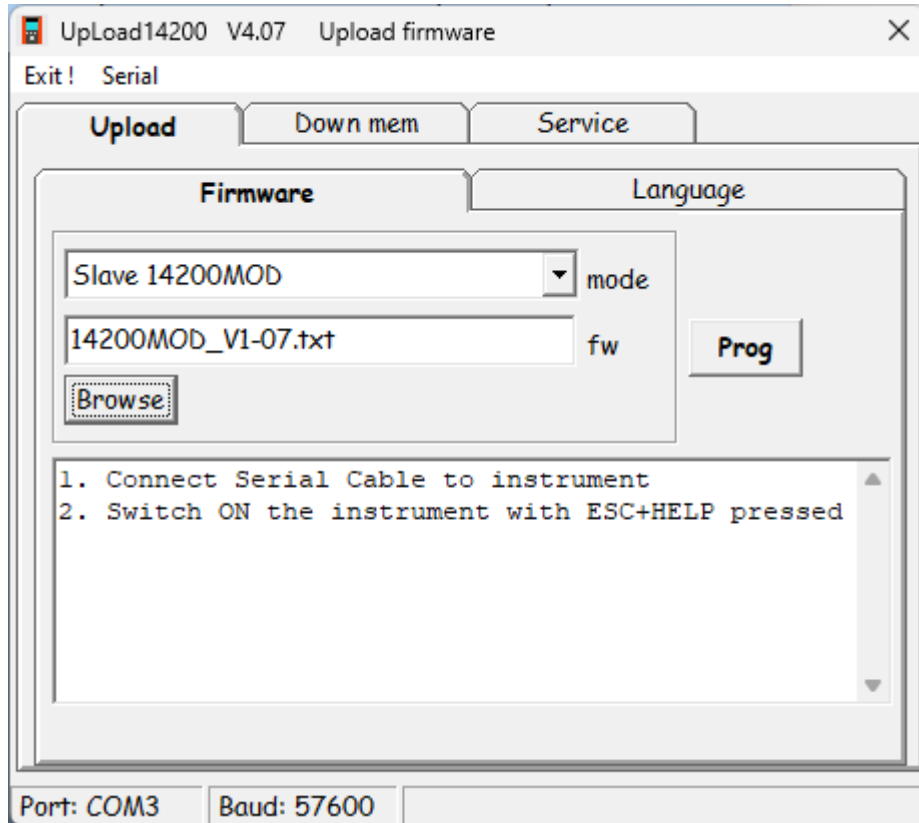 UpLoad14200 V4.07 Upload firmware
Exit! Serial
Upload Down mem Service
Firmware Language
Slave 14200MOD mode
14200MOD_V1-07.txt fw
Prog
Browse
1. Connect Serial Cable to instrument
2. Switch ON the instrument with ESC+HELP pressed
Port: COM3 Baud: 57600